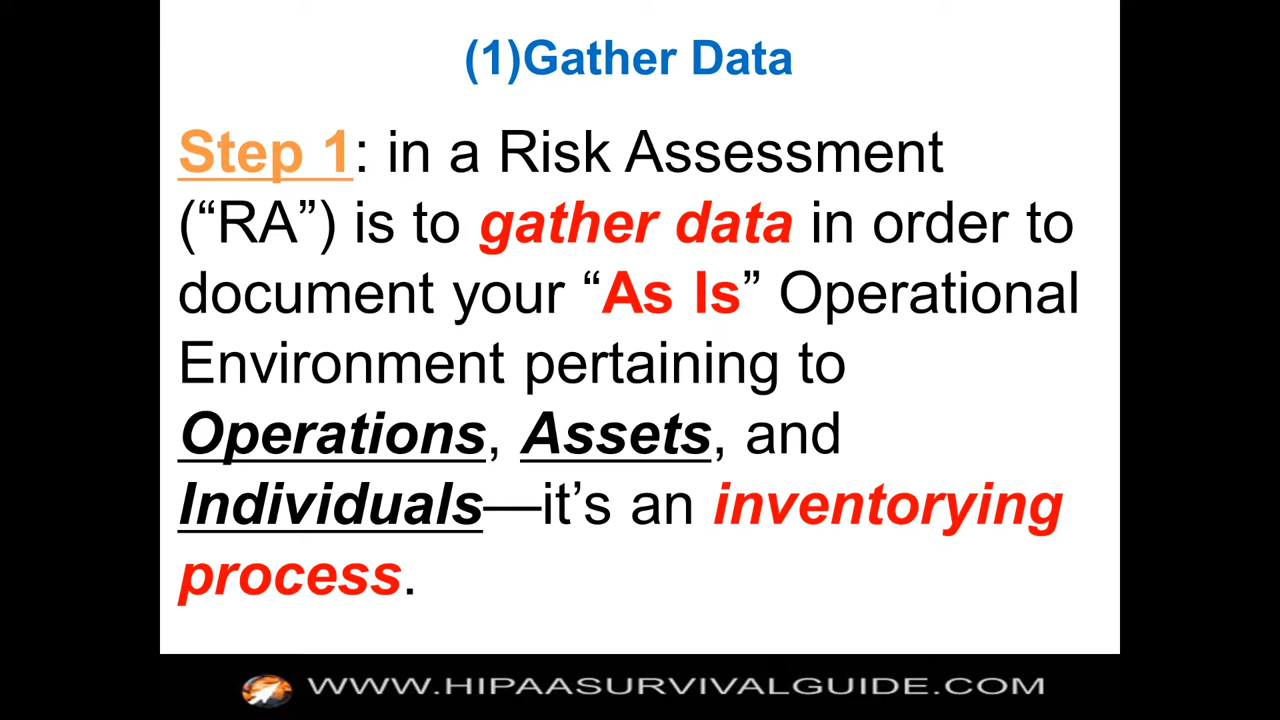 (1)Gather Data
Step 1: in a Risk Assessment
(“RA”) is to gather data in order to
document your “As Is” Operational
Environment pertaining to
Operations, Assets, and
Individuals—it’s an inventorying
process.
WWW.HIPAASURVIVALGUIDE.COM